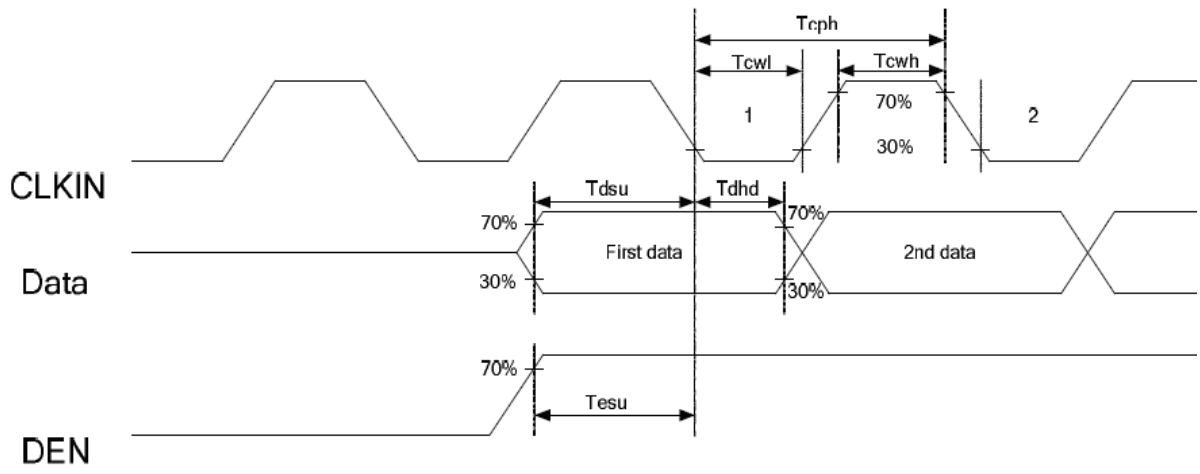 Tcph
Tcwl
Tcwh
1
70%
2
30%
CLKIN
Tdsu
Tdhd
70%
70%
First data
2nd data
Data
30%
30%
70%
Tesu
DEN